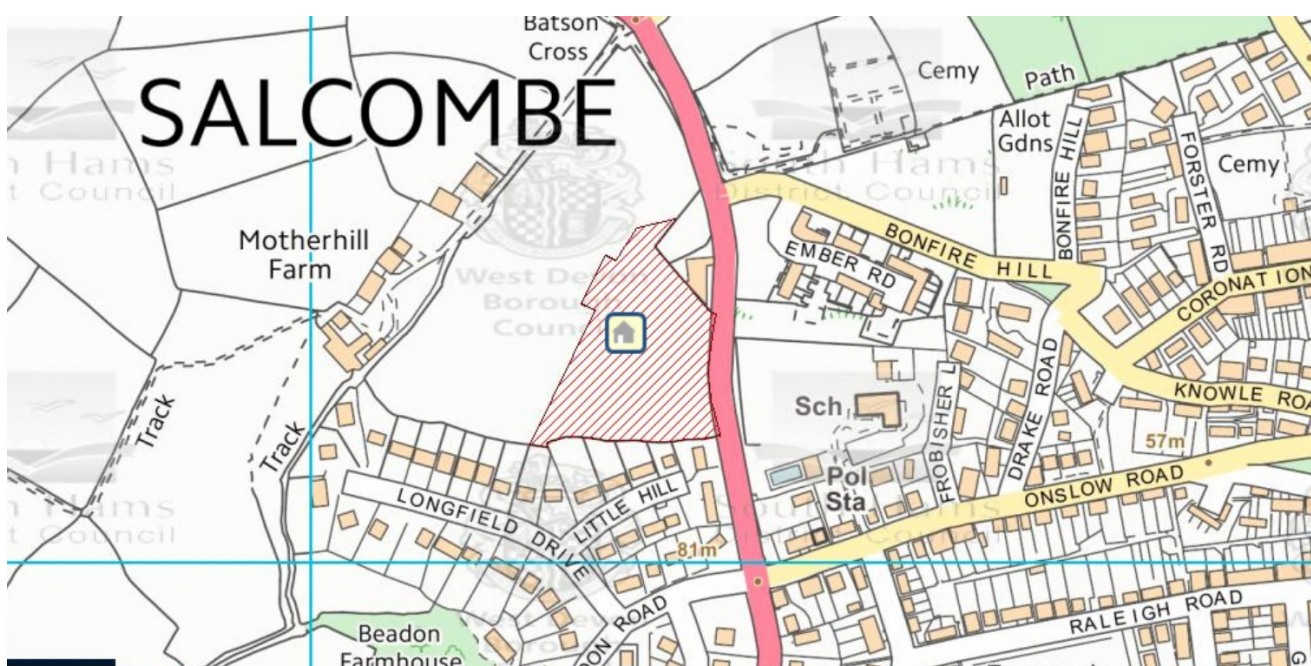 Batson
Cross
SALCOMBE
Cemy
Path
Allot
Gdns
BONFIRE HILL
FORSTER RD
Cemy
Motherhill
Farm
EMBER RD
BONFIRE HILL
CORONATION
Track
Track
Sch
FROBISHER L
DRAKE ROAD
KNOWLE ROA
57m
Pol
Sta
ONSLOW ROAD
LONGFIELD DRIVE
LITTLE HILL
81m
RALEIGH ROAD
DON ROAD
Beadon
Farmhouse
West Devon
Borough
Council
South Hams
District Council